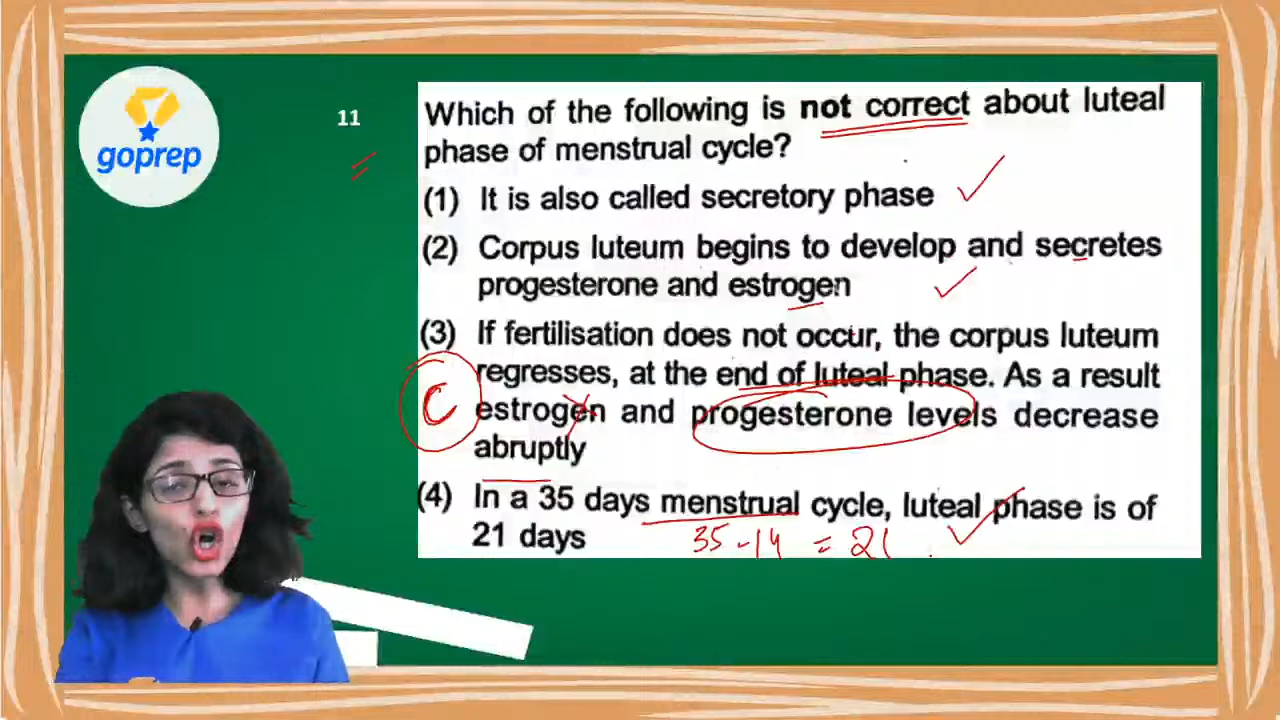 goprep
11
Which of the following is not correct about luteal
phase of menstrual cycle?
(1) It is also called secretory phase
(2) Corpus luteum begins to develop and secretes
progesterone and estrogen
(3) If fertilisation does not occur, the corpus luteum
regresses, at the end of luteal phase. As a result
C
estrogen and progesterone levels decrease
abruptly
(4) In a 35 days menstrual cycle, luteal phase is of
21 days
35-14 = 21